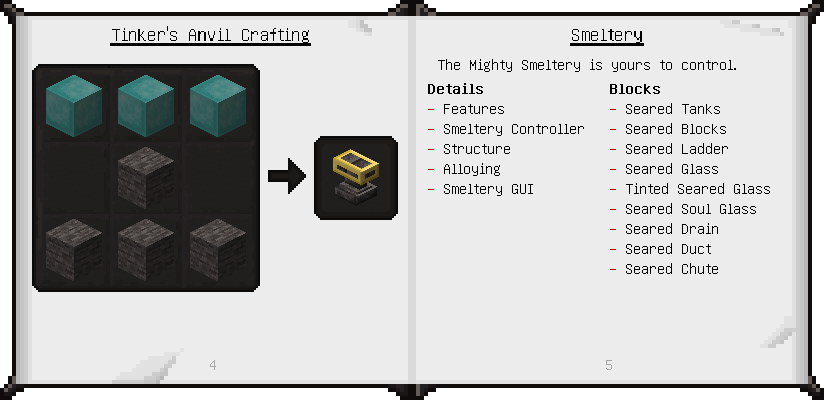 Tinker's Anvil Crafting
4
Smeltery
The Mighty Smeltery is yours to control.
Details
- Features
- Smeltery Controller
- Structure
- Alloying
- Smeltery GUI
Blocks
- Seared Tanks
- Seared Blocks
- Seared Ladder
- Seared Glass
- Tinted Seared Glass
- Seared Soul Glass
- Seared Drain
- Seared Duct
- Seared Chute
5